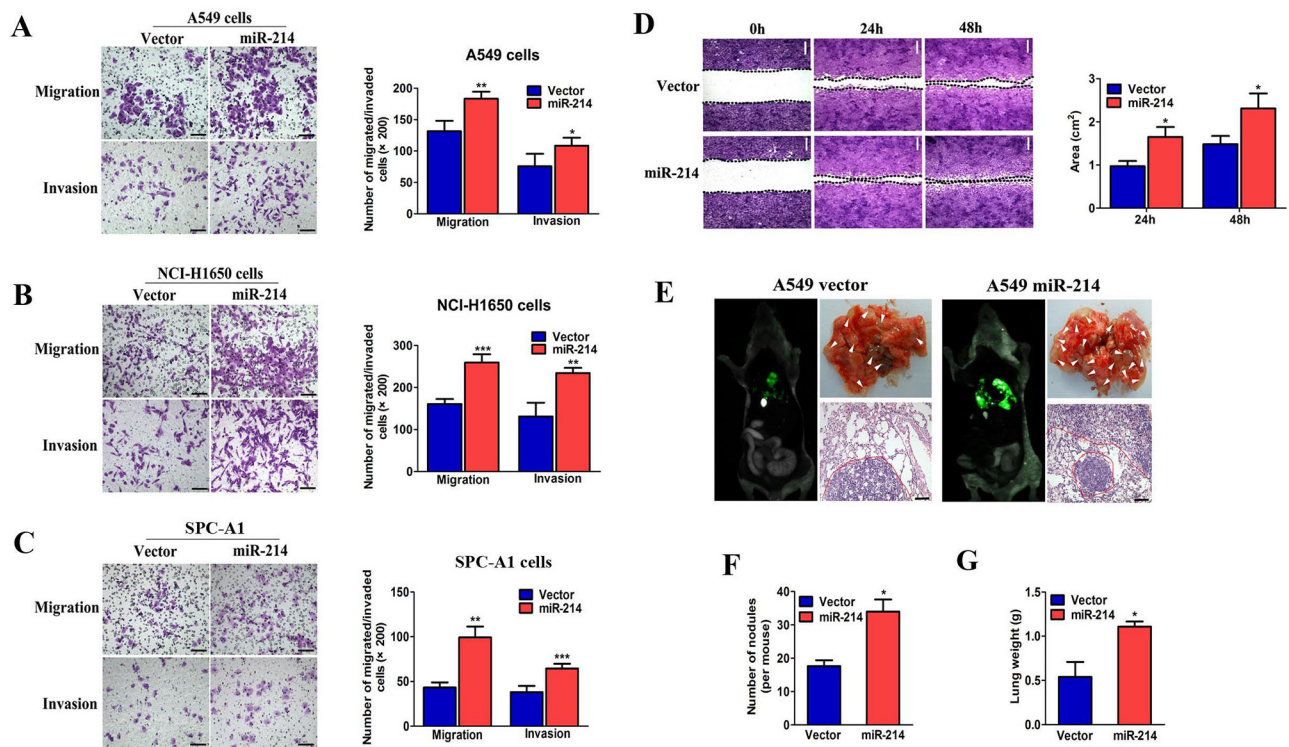 A
A549 cells
Vector
miR-214
Migration
Invasion
A549 cells
Number of migrated/invaded
cells (× 200)
200
150
100
50
0
Vector
miR-214
**
*
Migration
Invasion
B
NCI-H1650 cells
Vector
miR-214
Migration
Invasion
NCI-H1650 cells
Number of migrated/invaded
cells (× 200)
300
200
100
0
Vector
miR-214
***
**
Migration
Invasion
C
SPC-A1
Vector
miR-214
Migration
Invasion
SPC-A1 cells
Number of migrated/invaded
cells (× 200)
150
100
50
0
Vector
miR-214
**
***
Migration
Invasion
D
0h
24h
48h
Vector
miR-214
Area (cm²)
3
2
1
0
Vector
miR-214
*
*
24h
48h
E
A549 vector
A549 miR-214
F
Number of nodules
(per mouse)
40
30
20
10
0
Vector
miR-214
*
Vector
miR-214
G
Lung weight (g)
1.5
1.0
0.5
0.0
Vector
miR-214
*
Vector
miR-214